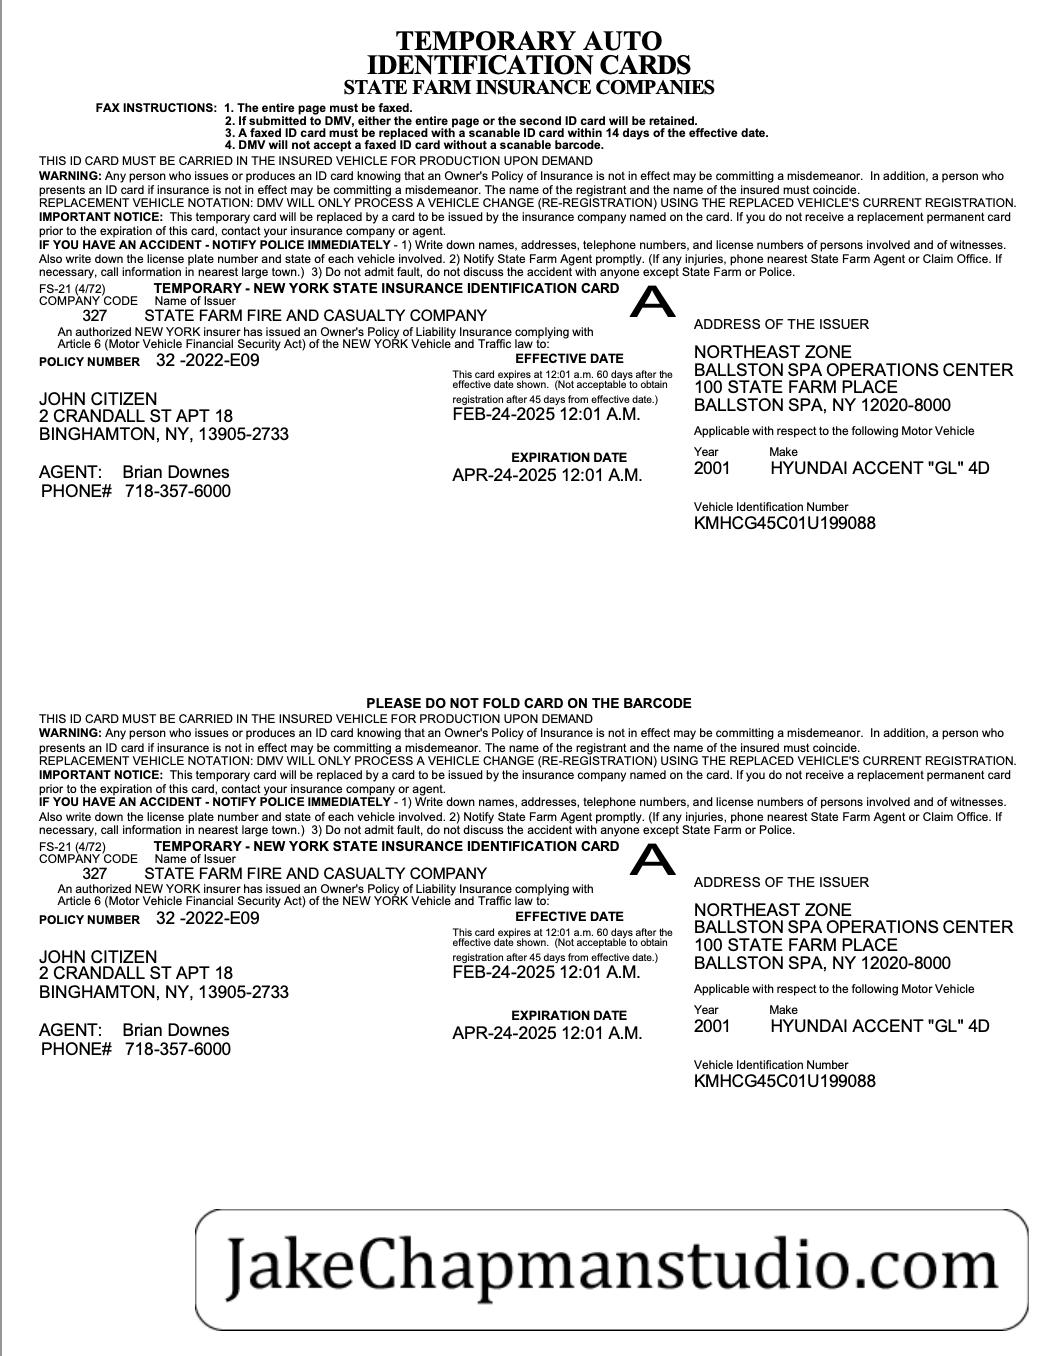 TEMPORARY AUTO
IDENTIFICATION CARDS
STATE FARM INSURANCE COMPANIES
FAX INSTRUCTIONS: 1. The entire page must be faxed.
2. If submitted to DMV, either the entire page or the second ID card will be retained.
3. A faxed ID card must be replaced with a scanable ID card within 14 days of the effective date.
4. DMV will not accept a faxed ID card without a scanable barcode.
THIS ID CARD MUST BE CARRIED IN THE INSURED VEHICLE FOR PRODUCTION UPON DEMAND
WARNING: Any person who issues or produces an ID card knowing that an Owner's Policy of Insurance is not in effect may be committing a misdemeanor. In addition, a person who
presents an ID card if insurance is not in effect may be committing a misdemeanor. The name of the registrant and the name of the insured must coincide.
REPLACEMENT VEHICLE NOTATION: DMV WILL ONLY PROCESS A VEHICLE CHANGE (RE-REGISTRATION) USING THE REPLACED VEHICLE'S CURRENT REGISTRATION.
IMPORTANT NOTICE: This temporary card will be replaced by a card to be issued by the insurance company named on the card. If you do not receive a replacement permanent card
prior to the expiration of this card, contact your insurance company or agent.
IF YOU HAVE AN ACCIDENT - NOTIFY POLICE IMMEDIATELY - 1) Write down names, addresses, telephone numbers, and license numbers of persons involved and of witnesses.
Also write down the license plate number and state of each vehicle involved. 2) Notify State Farm Agent promptly. (If any injuries, phone nearest State Farm Agent or Claim Office. If
necessary, call information in nearest large town.) 3) Do not admit fault, do not discuss the accident with anyone except State Farm or Police.
FS-21 (4/72) TEMPORARY - NEW YORK STATE INSURANCE IDENTIFICATION CARD
COMPANY CODE Name of Issuer
327 STATE FARM FIRE AND CASUALTY COMPANY
An authorized NEW YORK insurer has issued an Owner's Policy of Liability Insurance complying with
Article 6 (Motor Vehicle Financial Security Act) of the NEW YORK Vehicle and Traffic law to:
POLICY NUMBER 32 -2022-E09
JOHN CITIZEN
2 CRANDALL ST APT 18
BINGHAMTON, NY, 13905-2733
AGENT: Brian Downes
PHONE# 718-357-6000
EFFECTIVE DATE
This card expires at 12:01 a.m. 60 days after the
effective date shown. (Not acceptable to obtain
registration after 45 days from effective date.)
FEB-24-2025 12:01 A.M.
EXPIRATION DATE
APR-24-2025 12:01 A.M.
A
ADDRESS OF THE ISSUER
NORTHEAST ZONE
BALLSTON SPA OPERATIONS CENTER
100 STATE FARM PLACE
BALLSTON SPA, NY 12020-8000
Applicable with respect to the following Motor Vehicle
Year Make
2001 HYUNDAI ACCENT "GL" 4D
Vehicle Identification Number
KMHCG45C01U199088
PLEASE DO NOT FOLD CARD ON THE BARCODE
THIS ID CARD MUST BE CARRIED IN THE INSURED VEHICLE FOR PRODUCTION UPON DEMAND
WARNING: Any person who issues or produces an ID card knowing that an Owner's Policy of Insurance is not in effect may be committing a misdemeanor. In addition, a person who
presents an ID card if insurance is not in effect may be committing a misdemeanor. The name of the registrant and the name of the insured must coincide.
REPLACEMENT VEHICLE NOTATION: DMV WILL ONLY PROCESS A VEHICLE CHANGE (RE-REGISTRATION) USING THE REPLACED VEHICLE'S CURRENT REGISTRATION.
IMPORTANT NOTICE: This temporary card will be replaced by a card to be issued by the insurance company named on the card. If you do not receive a replacement permanent card
prior to the expiration of this card, contact your insurance company or agent.
IF YOU HAVE AN ACCIDENT - NOTIFY POLICE IMMEDIATELY - 1) Write down names, addresses, telephone numbers, and license numbers of persons involved and of witnesses.
Also write down the license plate number and state of each vehicle involved. 2) Notify State Farm Agent promptly. (If any injuries, phone nearest State Farm Agent or Claim Office. If
necessary, call information in nearest large town.) 3) Do not admit fault, do not discuss the accident with anyone except State Farm or Police.
FS-21 (4/72) TEMPORARY - NEW YORK STATE INSURANCE IDENTIFICATION CARD
COMPANY CODE Name of Issuer
327 STATE FARM FIRE AND CASUALTY COMPANY
An authorized NEW YORK insurer has issued an Owner's Policy of Liability Insurance complying with
Article 6 (Motor Vehicle Financial Security Act) of the NEW YORK Vehicle and Traffic law to:
POLICY NUMBER 32 -2022-E09
JOHN CITIZEN
2 CRANDALL ST APT 18
BINGHAMTON, NY, 13905-2733
AGENT: Brian Downes
PHONE# 718-357-6000
EFFECTIVE DATE
This card expires at 12:01 a.m. 60 days after the
effective date shown. (Not acceptable to obtain
registration after 45 days from effective date.)
FEB-24-2025 12:01 A.M.
EXPIRATION DATE
APR-24-2025 12:01 A.M.
A
ADDRESS OF THE ISSUER
NORTHEAST ZONE
BALLSTON SPA OPERATIONS CENTER
100 STATE FARM PLACE
BALLSTON SPA, NY 12020-8000
Applicable with respect to the following Motor Vehicle
Year Make
2001 HYUNDAI ACCENT "GL" 4D
Vehicle Identification Number
KMHCG45C01U199088
JakeChapmanstudio.com